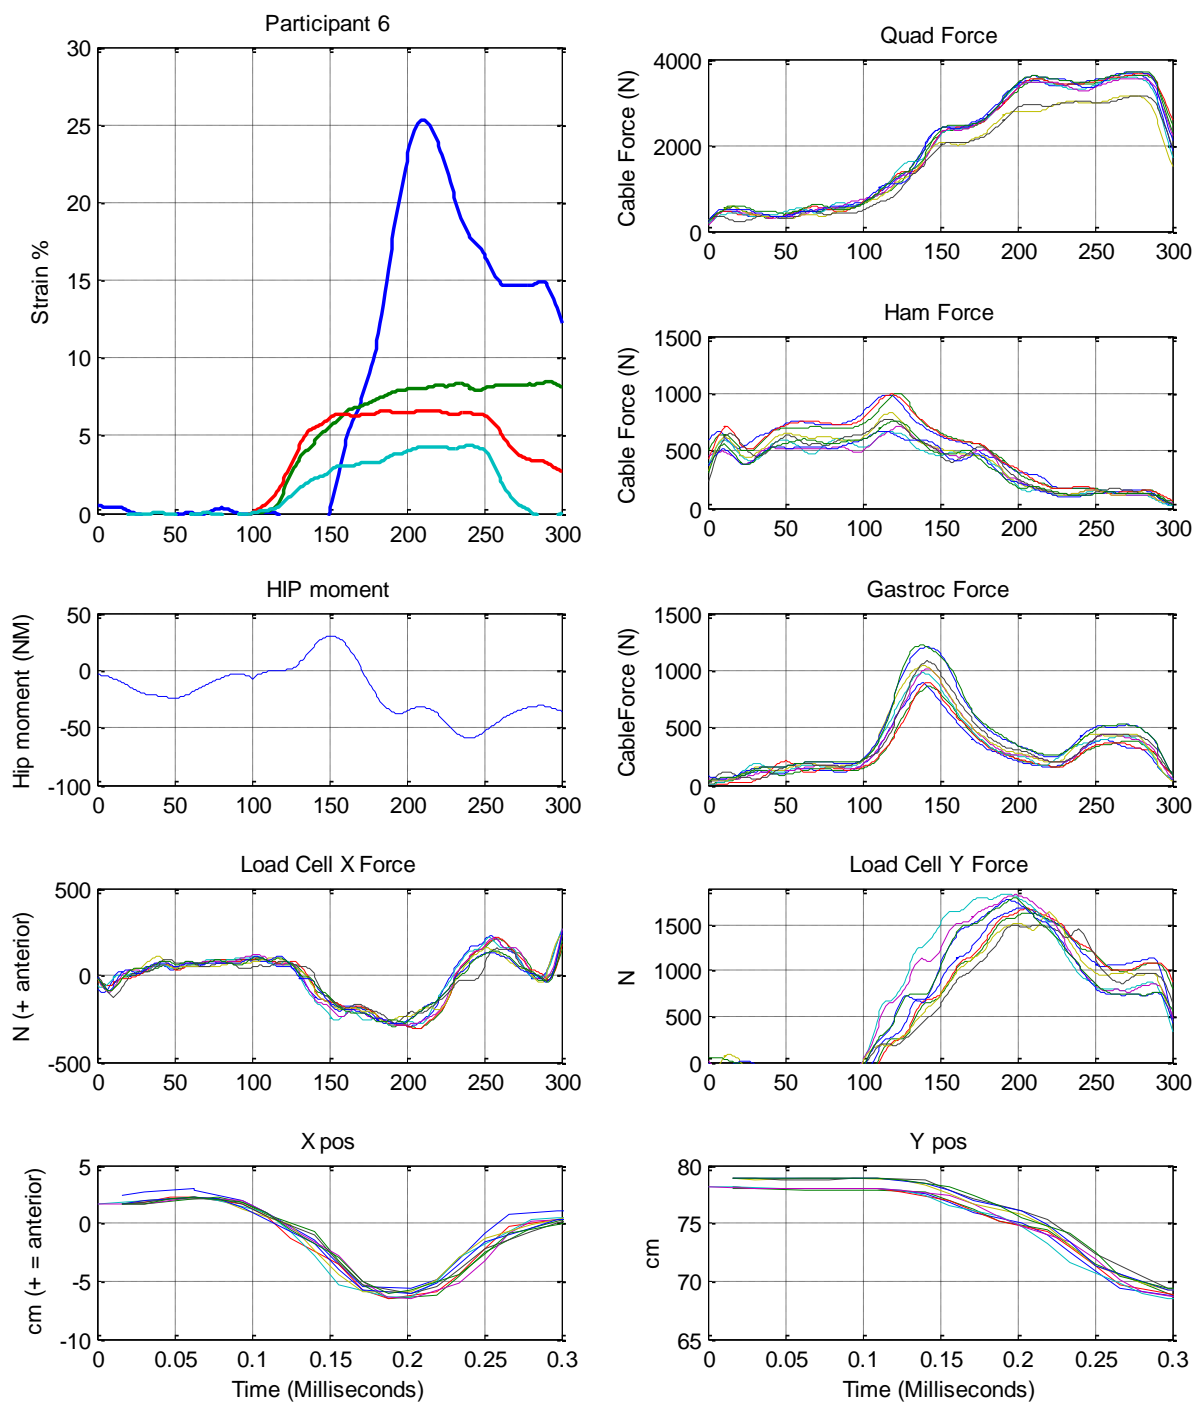 Participant 6
Strain %
30
25
20
15
10
5
0
0 50 100 150 200 250 300
Quad Force
Cable Force (N)
4000
2000
0
0 50 100 150 200 250 300
Ham Force
Cable Force (N)
1500
1000
500
0
0 50 100 150 200 250 300
HIP moment
Hip moment (NM)
50
0
-50
-100
0 50 100 150 200 250 300
Gastroc Force
CableForce (N)
1500
1000
500
0
0 50 100 150 200 250 300
Load Cell X Force
N (+ anterior)
500
0
-500
0 50 100 150 200 250 300
Load Cell Y Force
N
1500
1000
500
0
0 50 100 150 200 250 300
X pos
cm (+ = anterior)
5
0
-5
-10
0 0.05 0.1 0.15 0.2 0.25 0.3
Time (Milliseconds)
Y pos
cm
80
75
70
65
0 0.05 0.1 0.15 0.2 0.25 0.3
Time (Milliseconds)